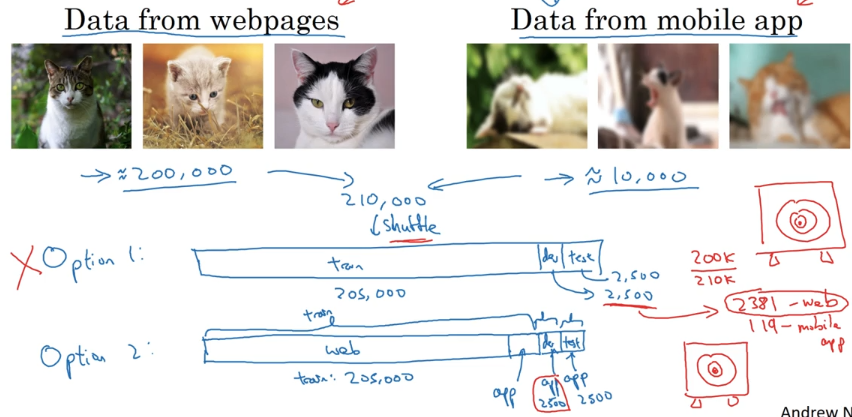 Data from webpages
Data from mobile app
→ ≈ 200,000
→ ≈ 10,000
210,000
↓ shuffle
X Option 1:
train
dev
test
205,000
2,500
2,500
200K
210K
2381 - web
119 - mobile
app
Option 2:
train
dev
test
web
dev
test
train: 205,000
app
app
2500
app
2500
Andrew N